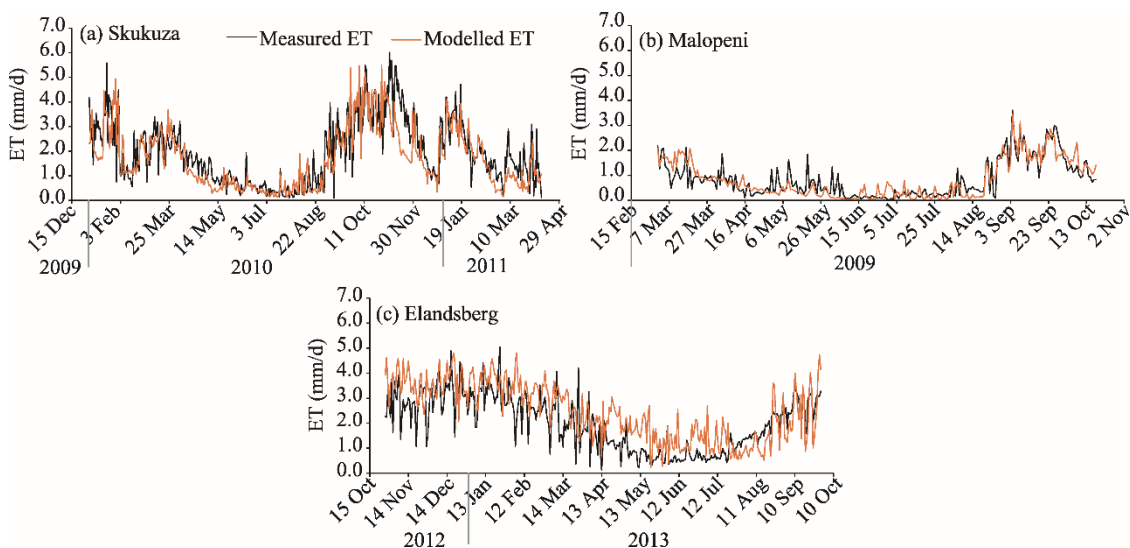 (a) Skukuza
Measured ET
Modelled ET
ET (mm/d)
7.0
6.0
5.0
4.0
3.0
2.0
1.0
0.0
15 Dec
3 Feb
25 Mar
14 May
3 Jul
22 Aug
11 Oct
30 Nov
19 Jan
10 Mar
29 Apr
2009
2010
2011
(b) Malopeni
ET (mm/d)
7.0
6.0
5.0
4.0
3.0
2.0
1.0
0.0
15 Feb
7 Mar
27 Mar
16 Apr
6 May
26 May
15 Jun
5 Jul
25 Jul
14 Aug
3 Sep
23 Sep
13 Oct
2 Nov
2009
(c) Elandsberg
ET (mm/d)
7.0
6.0
5.0
4.0
3.0
2.0
1.0
0.0
15 Oct
14 Nov
14 Dec
13 Jan
12 Feb
14 Mar
13 Apr
13 May
12 Jun
12 Jul
11 Aug
10 Sep
10 Oct
2012
2013